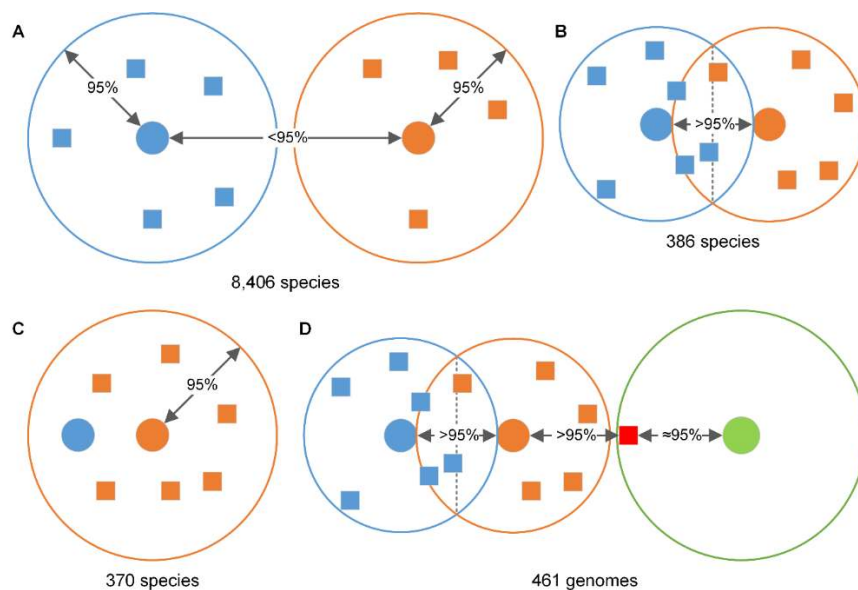 A
95%
<95%
95%
8,406 species
B
>95%
386 species
C
95%
370 species
D
>95%
>95%
≈95%
461 genomes